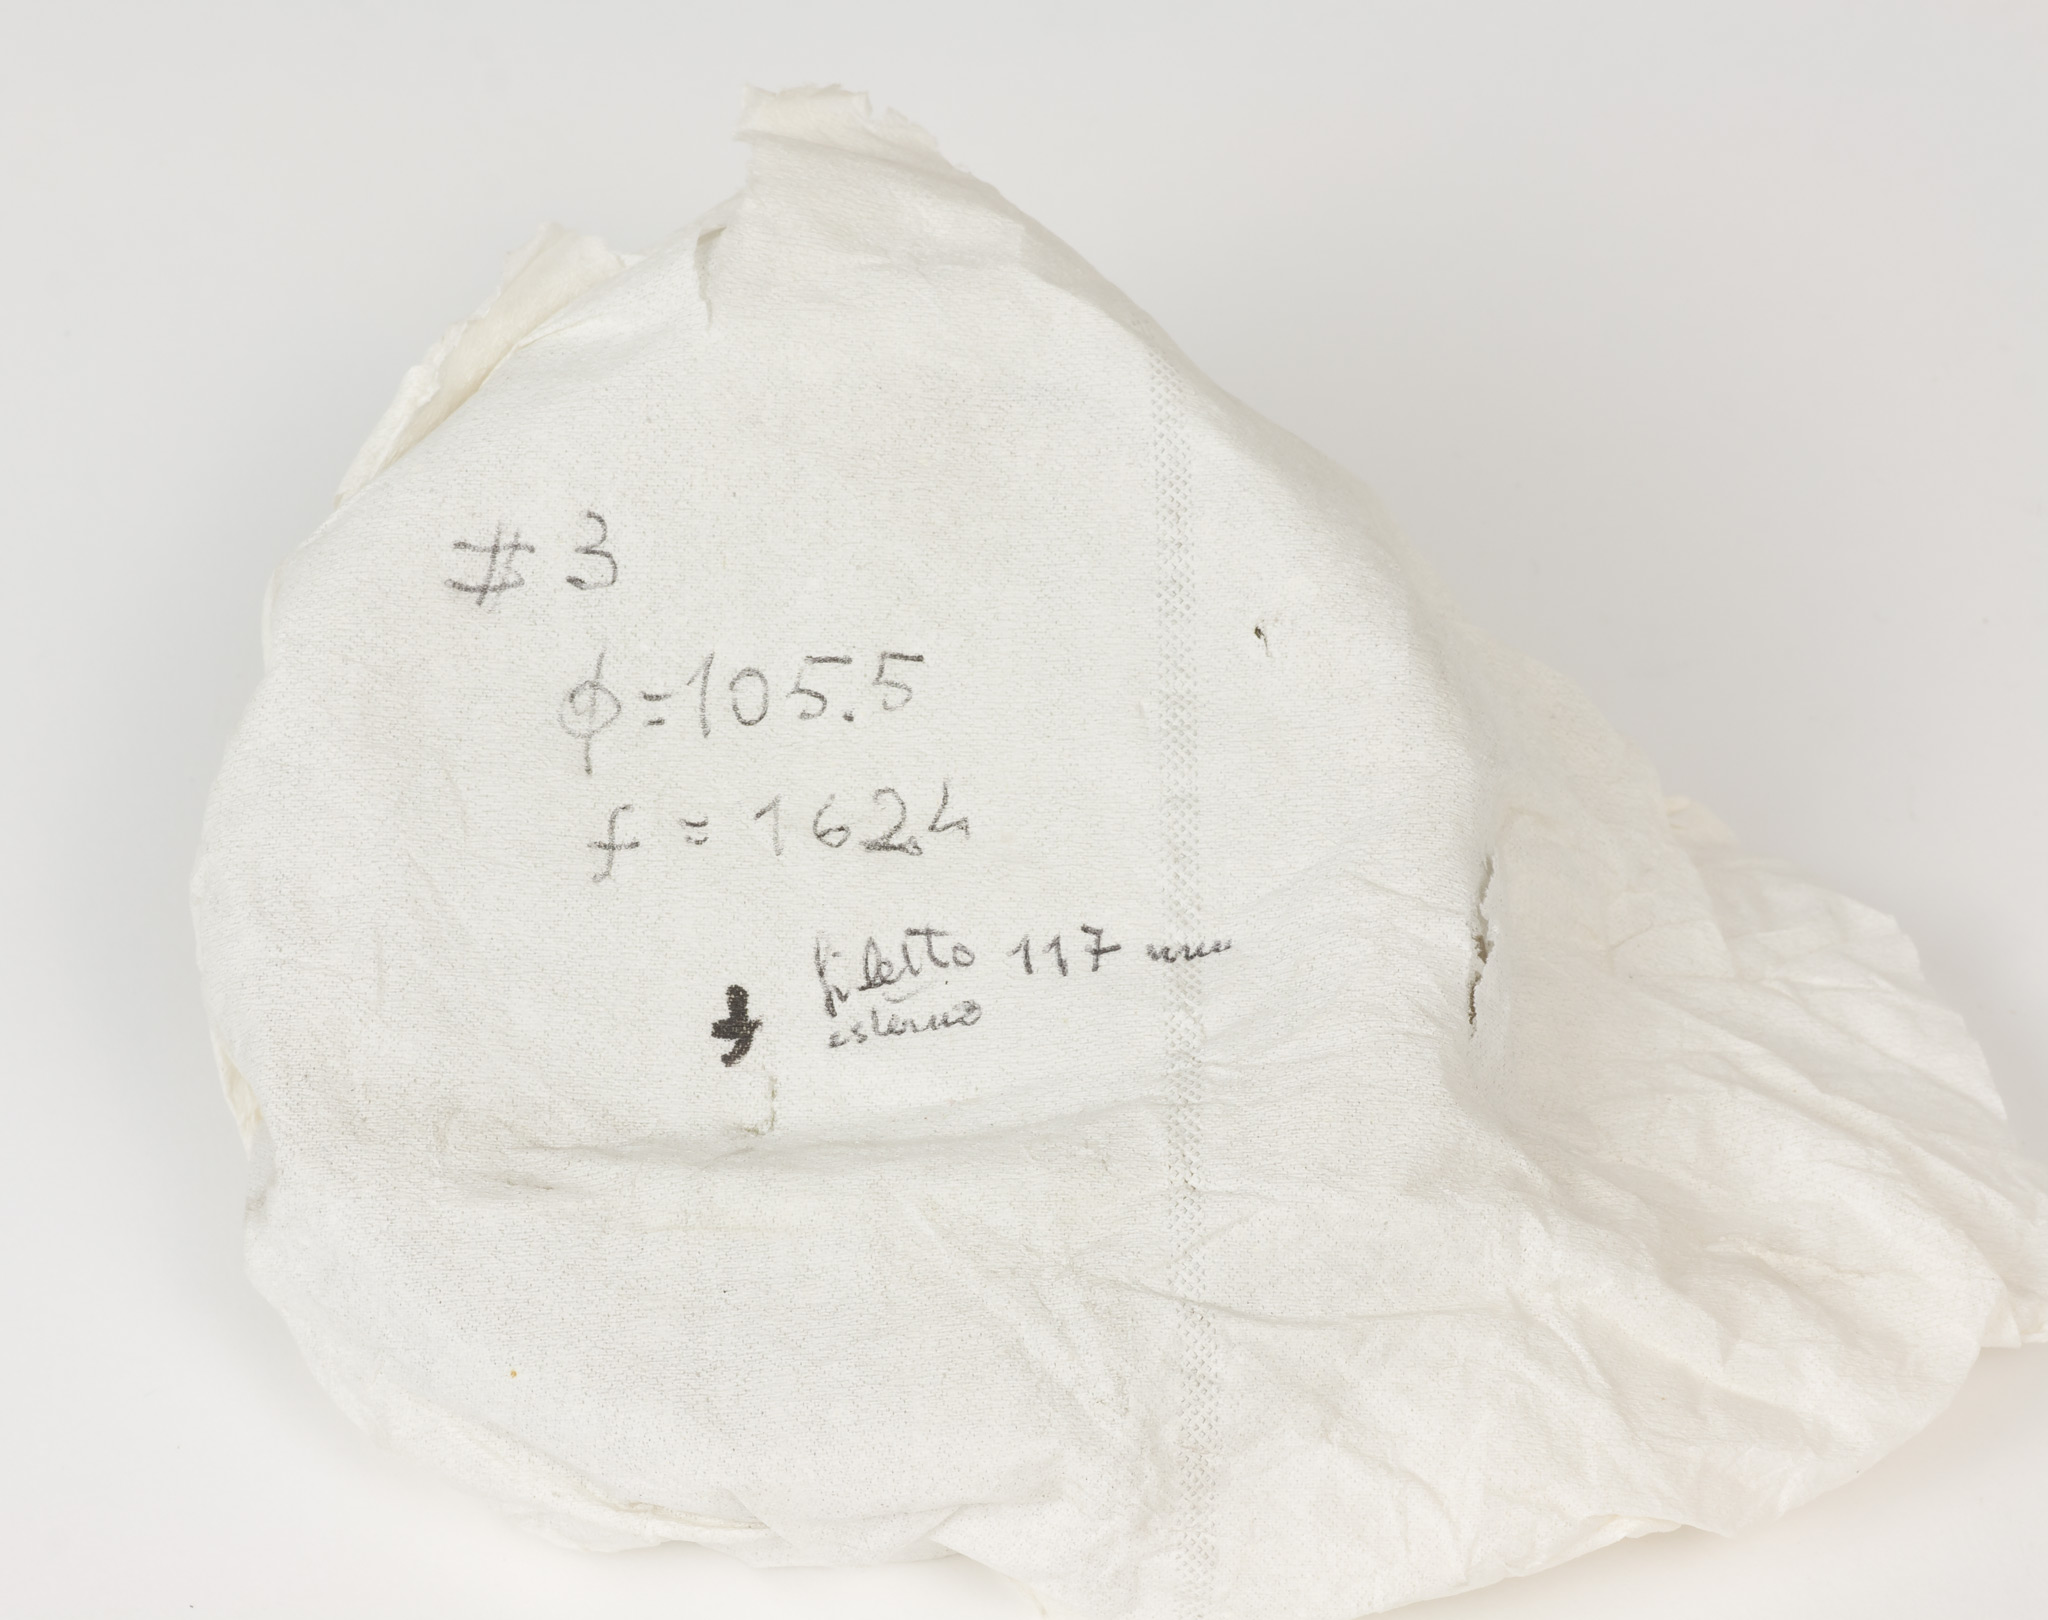 # 3
ϕ=105.5
f = 1624
filetto 117 mm
esterno